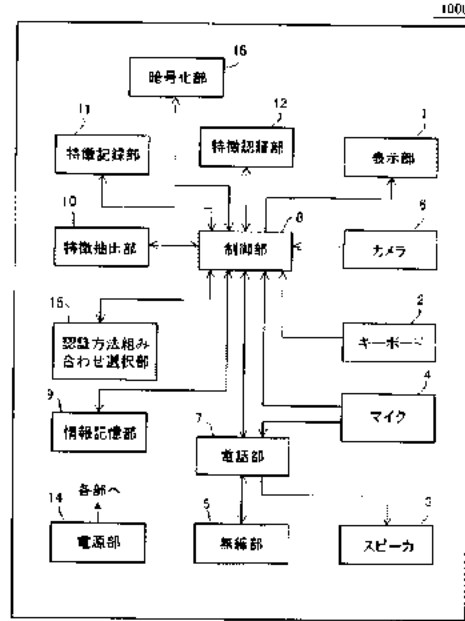 1000
16
暗号化部
11
特徴記録部
12
特徴認証部
1
表示部
10
特徴抽出部
8
制御部
6
カメラ
15
認証方法組み
合わせ選択部
2
キーボード
9
情報記憶部
4
マイク
7
電話部
各部へ
14
電源部
5
無線部
3
スピーカ